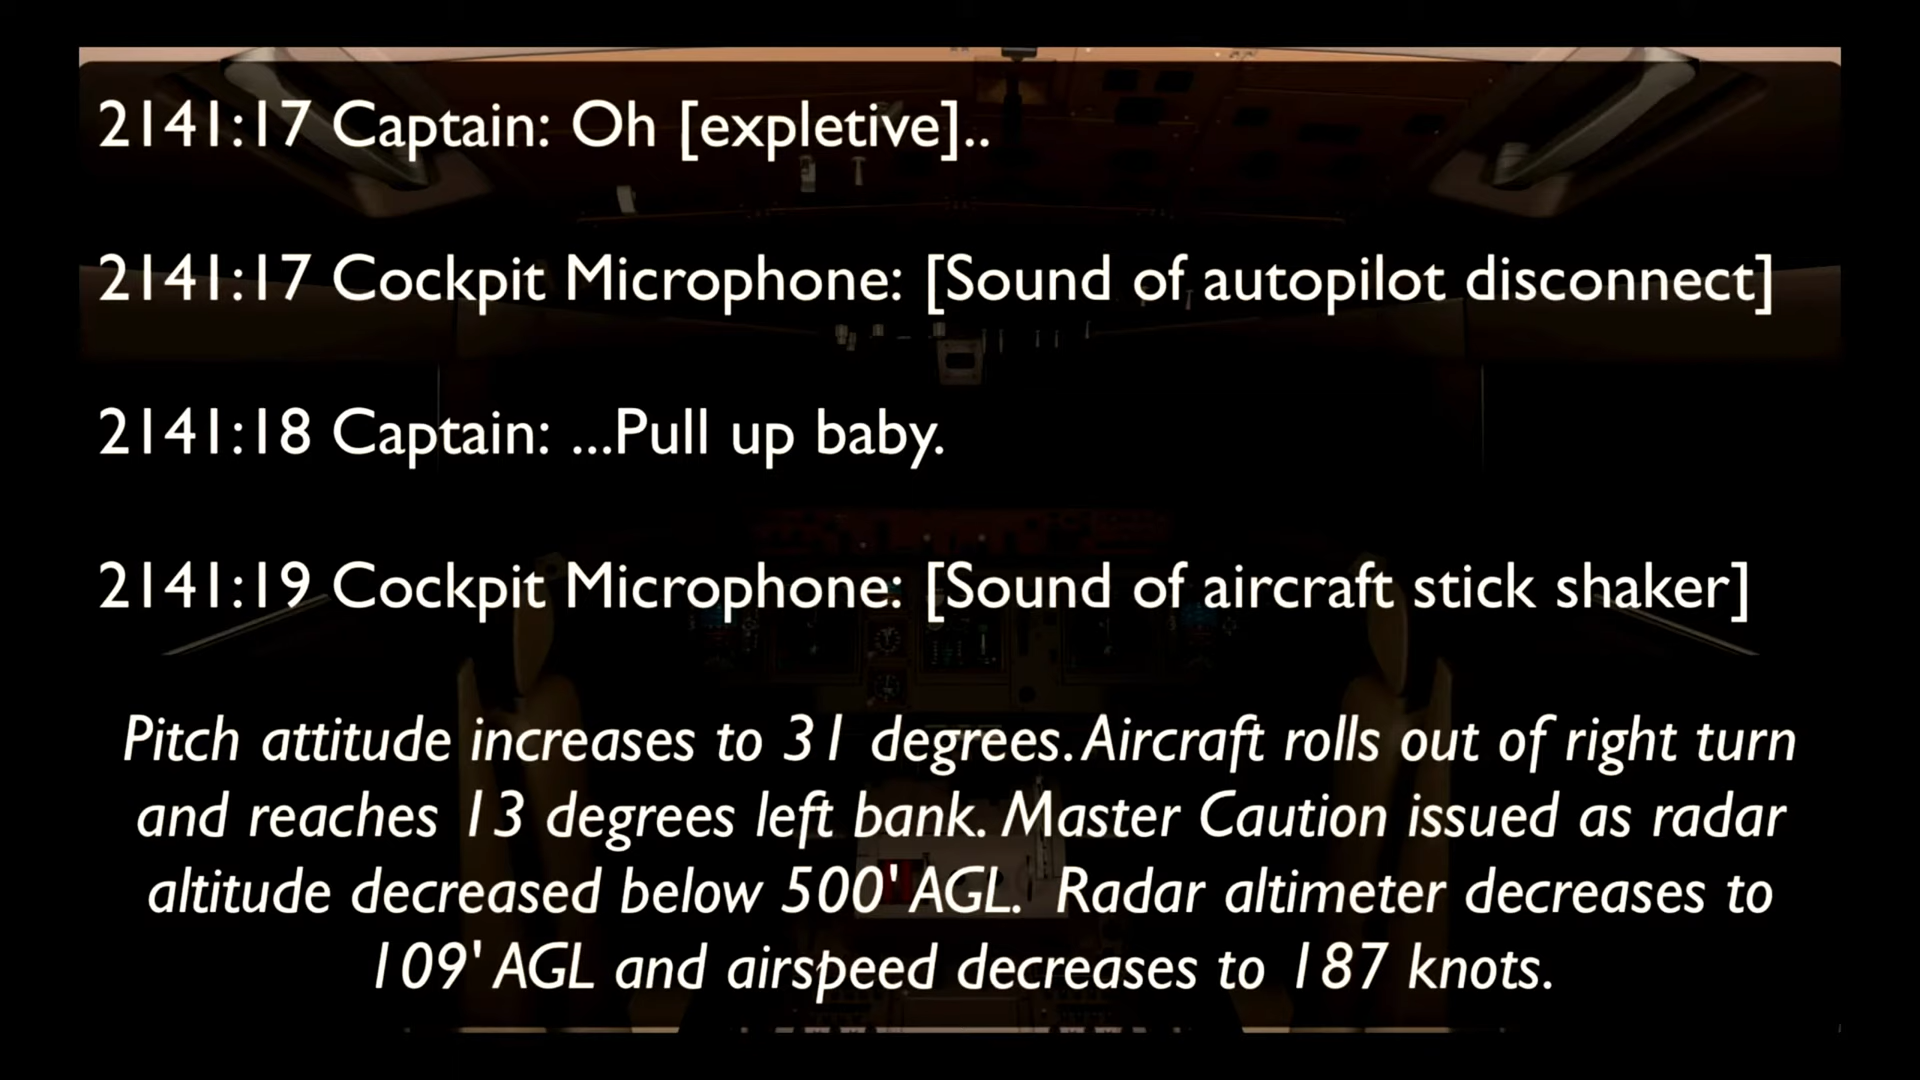 2141:17 Captain: Oh [expletive]..
2141:17 Cockpit Microphone: [Sound of autopilot disconnect]
2141:18 Captain: ...Pull up baby.
2141:19 Cockpit Microphone: [Sound of aircraft stick shaker]
Pitch attitude increases to 31 degrees. Aircraft rolls out of right turn
and reaches 13 degrees left bank. Master Caution issued as radar
altitude decreased below 500' AGL.  Radar altimeter decreases to
109' AGL and airspeed decreases to 187 knots.